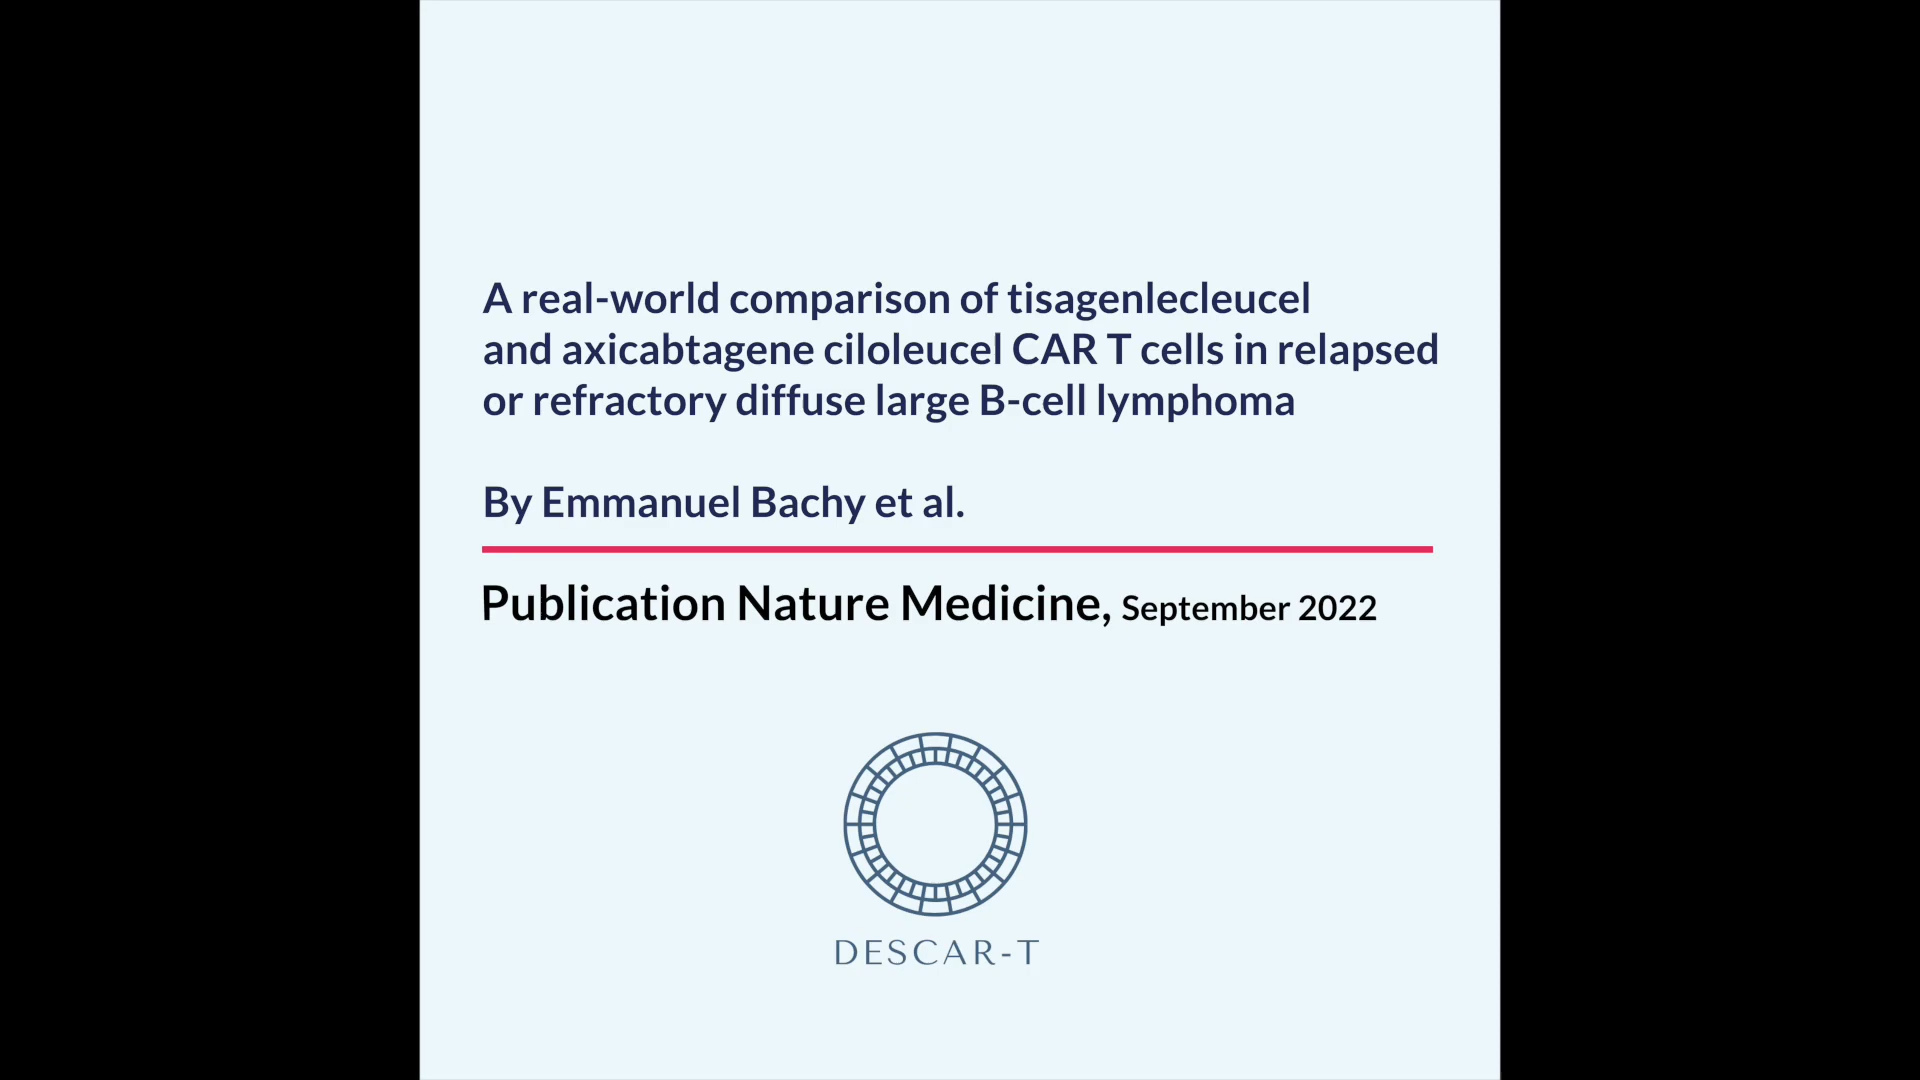 A real-world comparison of tisagenlecleucel
and axicabtagene ciloleucel CAR T cells in relapsed
or refractory diffuse large B-cell lymphoma
By Emmanuel Bachy et al.
Publication Nature Medicine, September 2022
DESCAR-T